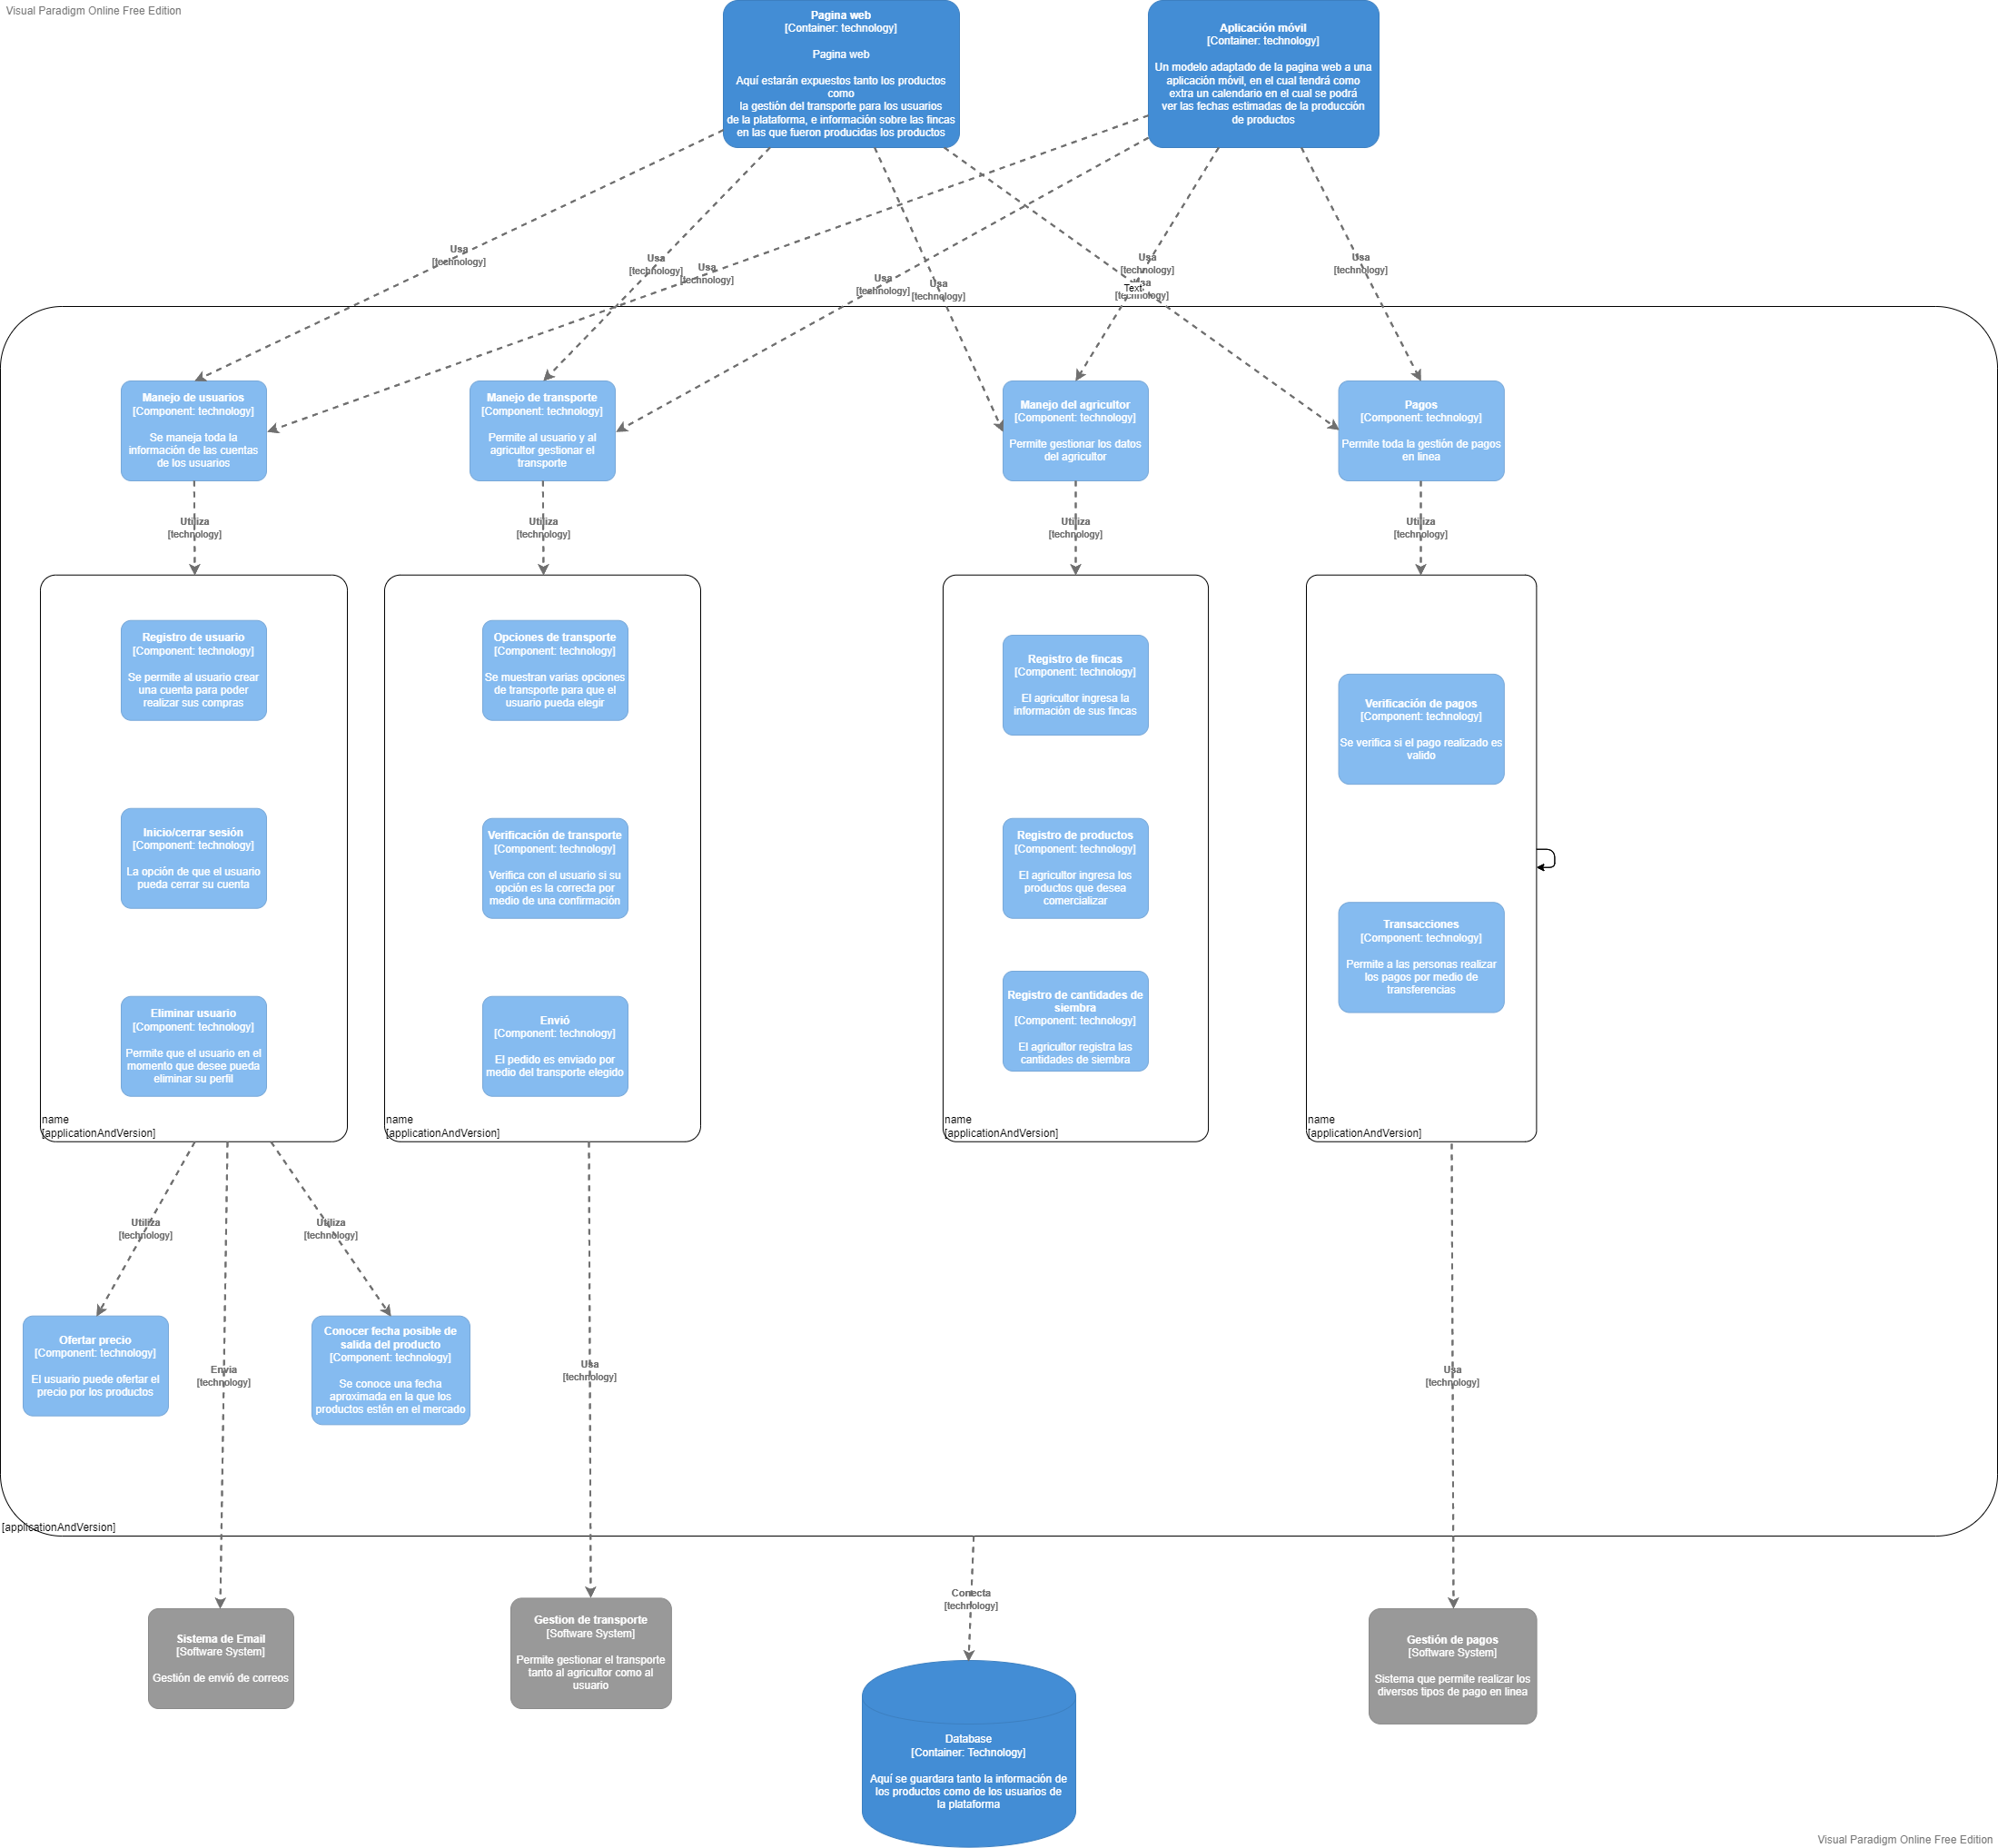 Visual Paradigm Online Free Edition
Pagina web
[Container: technology]
Pagina web
Aquí estarán expuestos tanto los productos
como
la gestión del transporte para los usuarios
de la plataforma, e información sobre las fincas
en las que fueron producidas los productos
Aplicación móvil
[Container: technology]
Un modelo adaptado de la pagina web a una
aplicación móvil, en el cual tendrá como
extra un calendario en el cual se podrá
ver las fechas estimadas de la producción
de productos
Usa
[technology]
Usa
[technology]
Usa
[technology]
Usa
[technology]
Usa
[technology]
Usa
[technology]
Usa
[technology]
Text
Usa
[technology]
Manejo de usuarios
[Component: technology]
Se maneja toda la
información de las cuentas
de los usuarios
Manejo de transporte
[Component: technology]
Permite al usuario y al
agricultor gestionar el
transporte
Manejo del agricultor
[Component: technology]
Permite gestionar los datos
del agricultor
Pagos
[Component: technology]
Permite toda la gestión de pagos
en linea
Utiliza
[technology]
Utiliza
[technology]
Utiliza
[technology]
Utiliza
[technology]
Registro de usuario
[Component: technology]
Se permite al usuario crear
una cuenta para poder
realizar sus compras
Inicio/cerrar sesión
[Component: technology]
La opción de que el usuario
pueda cerrar su cuenta
Eliminar usuario
[Component: technology]
Permite que el usuario en el
momento que desee pueda
eliminar su perfil
name
[applicationAndVersion]
Opciones de transporte
[Component: technology]
Se muestran varias opciones
de transporte para que el
usuario pueda elegir
Verificación de transporte
[Component: technology]
Verifica con el usuario si su
opción es la correcta por
medio de una confirmación
Envió
[Component: technology]
El pedido es enviado por
medio del transporte elegido
name
[applicationAndVersion]
Registro de fincas
[Component: technology]
El agricultor ingresa la
información de sus fincas
Registro de productos
[Component: technology]
El agricultor ingresa los
productos que desea
comercializar
Registro de cantidades de
siembra
[Component: technology]
El agricultor registra las
cantidades de siembra
name
[applicationAndVersion]
Verificación de pagos
[Component: technology]
Se verifica si el pago realizado es
valido
Transacciones
[Component: technology]
Permite a las personas realizar
los pagos por medio de
transferencias
name
[applicationAndVersion]
Utiliza
[technology]
Utiliza
[technology]
Ofertar precio
[Component: technology]
El usuario puede ofertar el
precio por los productos
Envia
[technology]
Conocer fecha posible de
salida del producto
[Component: technology]
Se conoce una fecha
aproximada en la que los
productos estén en el mercado
Usa
[technology]
Usa
[technology]
[applicationAndVersion]
Conecta
[technology]
Sistema de Email
[Software System]
Gestión de envió de correos
Gestion de transporte
[Software System]
Permite gestionar el transporte
tanto al agricultor como al
usuario
Database
[Container: Technology]
Aquí se guardara tanto la información de
los productos como de los usuarios de
la plataforma
Gestión de pagos
[Software System]
Sistema que permite realizar los
diversos tipos de pago en linea
Visual Paradigm Online Free Edition